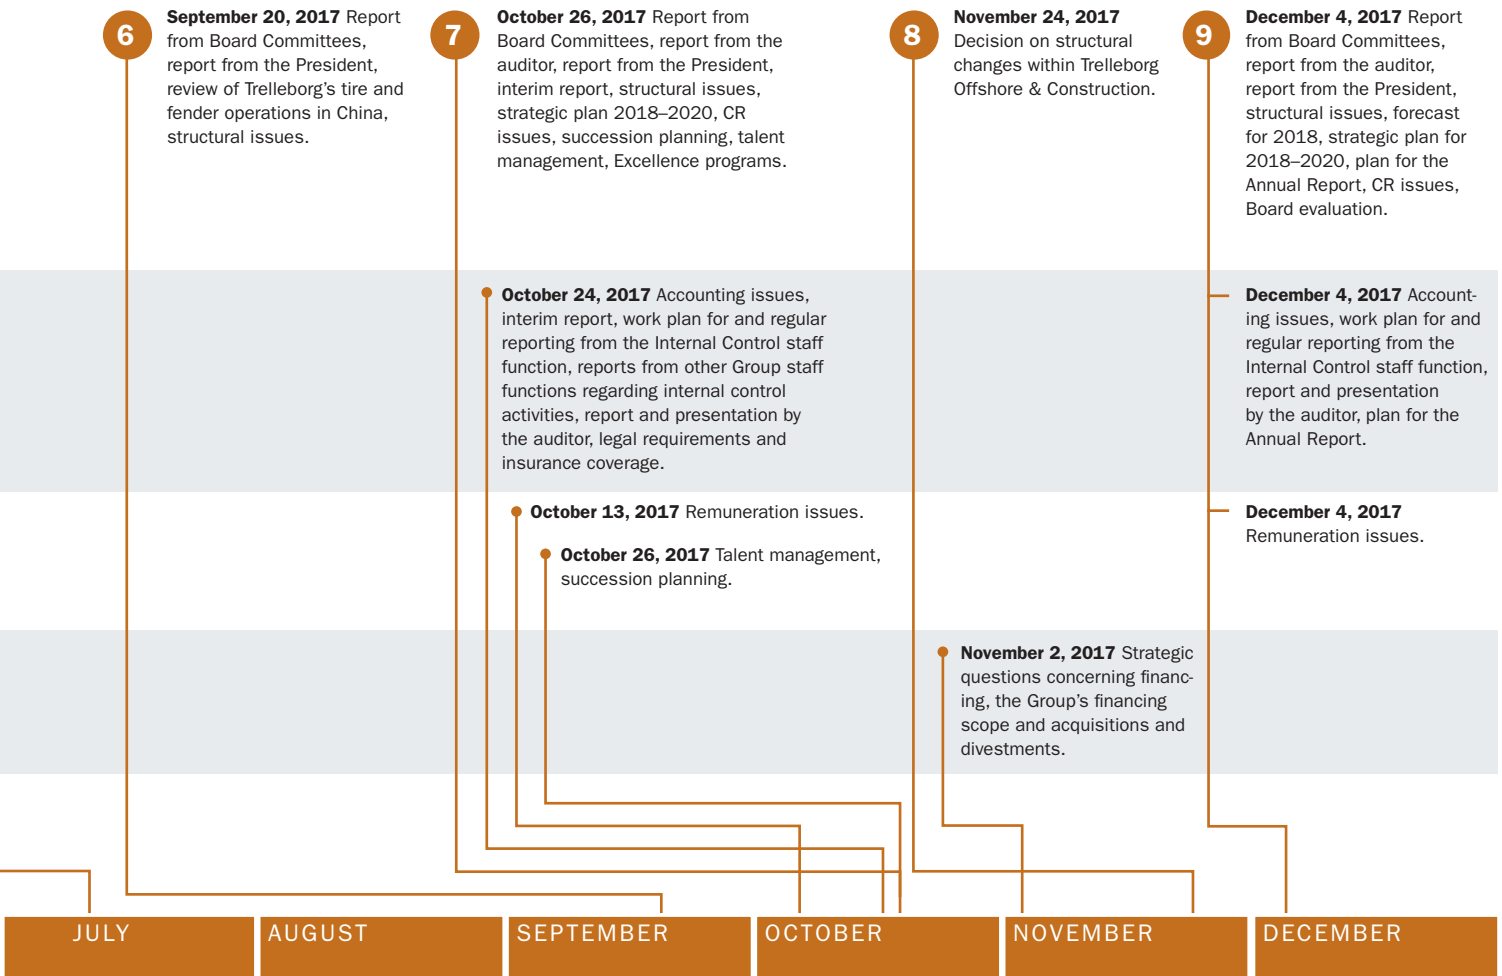 6
September 20, 2017 Report
from Board Committees,
report from the President,
review of Trelleborg's tire and
fender operations in China,
structural issues.
7
October 26, 2017 Report from
Board Committees, report from the
auditor, report from the President,
interim report, structural issues,
strategic plan 2018–2020, CR
issues, succession planning, talent
management, Excellence programs.
8
November 24, 2017
Decision on structural
changes within Trelleborg
Offshore & Construction.
9
December 4, 2017 Report
from Board Committees,
report from the auditor,
report from the President,
structural issues, forecast
for 2018, strategic plan for
2018–2020, plan for the
Annual Report, CR issues,
Board evaluation.
October 24, 2017 Accounting issues,
interim report, work plan for and regular
reporting from the Internal Control staff
function, reports from other Group staff
functions regarding internal control
activities, report and presentation by
the auditor, legal requirements and
insurance coverage.
December 4, 2017 Account-
ing issues, work plan for and
regular reporting from the
Internal Control staff function,
report and presentation
by the auditor, plan for the
Annual Report.
October 13, 2017 Remuneration issues.
October 26, 2017 Talent management,
succession planning.
December 4, 2017
Remuneration issues.
November 2, 2017 Strategic
questions concerning financ-
ing, the Group's financing
scope and acquisitions and
divestments.
JULY
AUGUST
SEPTEMBER
OCTOBER
NOVEMBER
DECEMBER